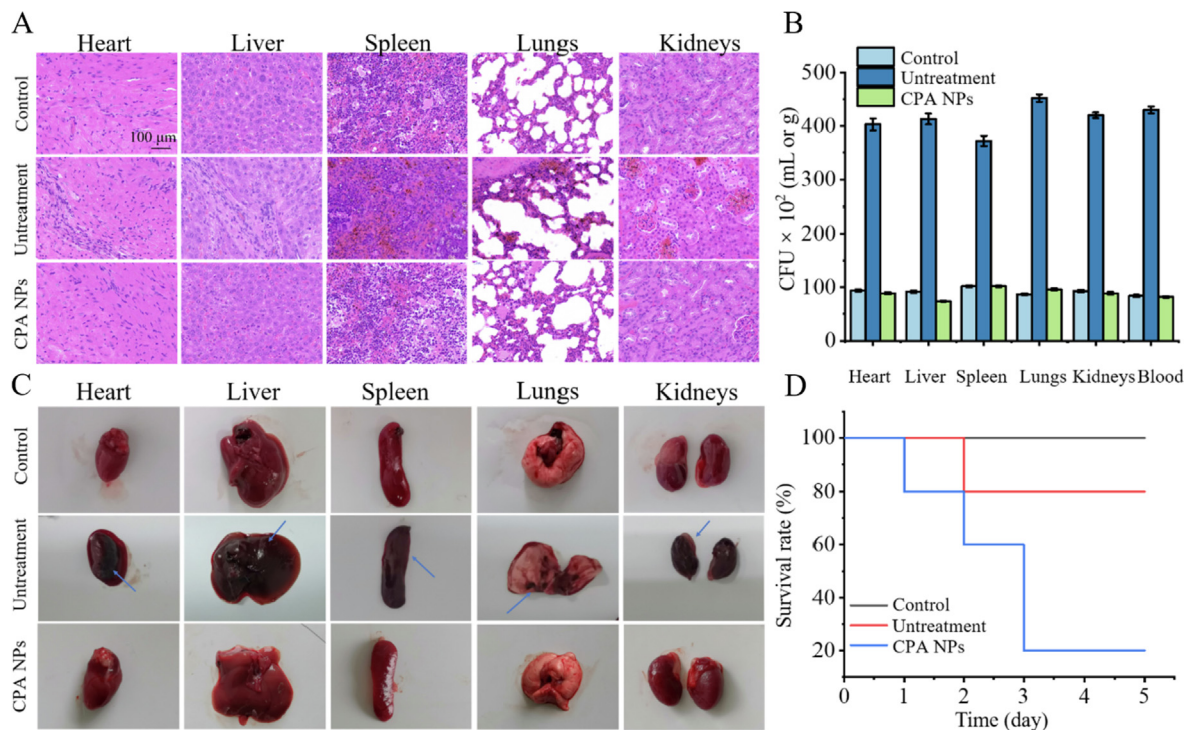 A
Heart Liver Spleen Lungs Kidneys
Control
100 μm
Untreatment
CPA NPs
B
Control
Untreatment
CPA NPs
CFU × 10² (mL or g)
500
400
300
200
100
0
Heart Liver Spleen Lungs Kidneys Blood
C
Heart Liver Spleen Lungs Kidneys
Control
Untreatment
CPA NPs
D
Survival rate (%)
100
80
60
40
20
Control
Untreatment
CPA NPs
0 1 2 3 4 5
Time (day)